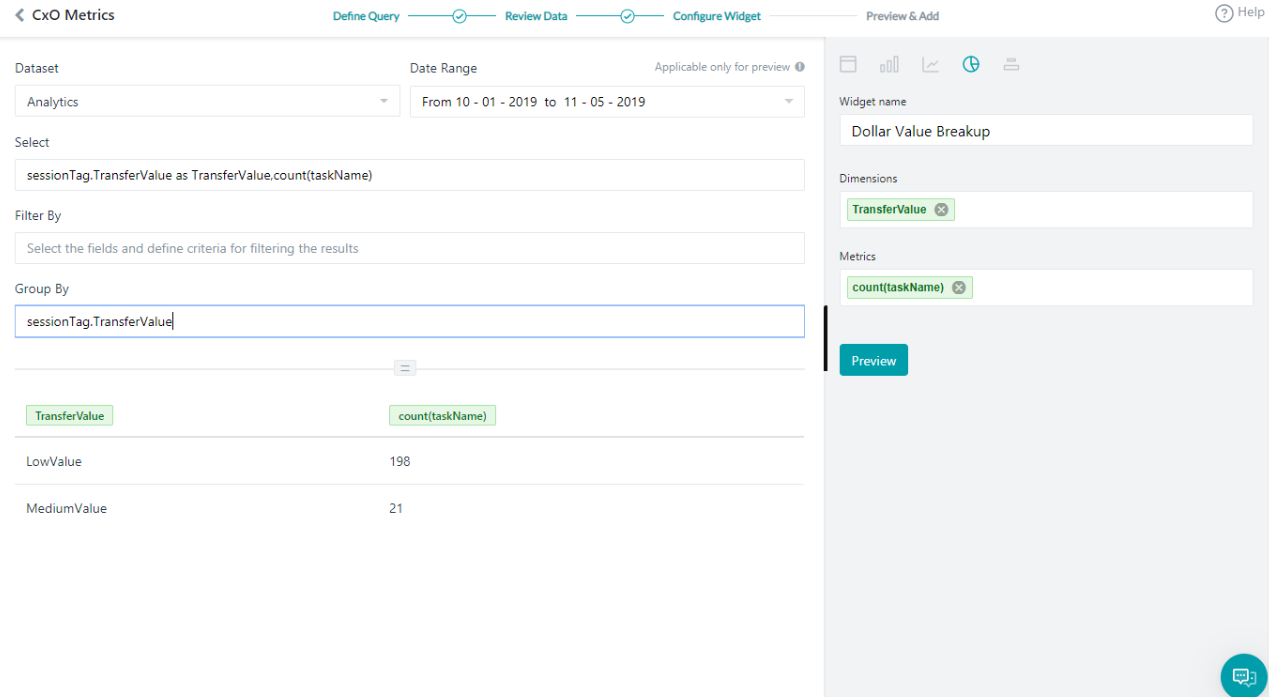 CxO Metrics
Define Query
Review Data
Configure Widget
Preview & Add
? Help
Dataset
Date Range
Applicable only for preview
Analytics
From 10 - 01 - 2019 to 11 - 05 - 2019
Select
sessionTag.TransferValue as TransferValue,count(taskName)
Filter By
Select the fields and define criteria for filtering the results
Group By
sessionTag.TransferValue
TransferValue
count(taskName)
LowValue
198
MediumValue
21
Widget name
Dollar Value Breakup
Dimensions
TransferValue
Metrics
count(taskName)
Preview